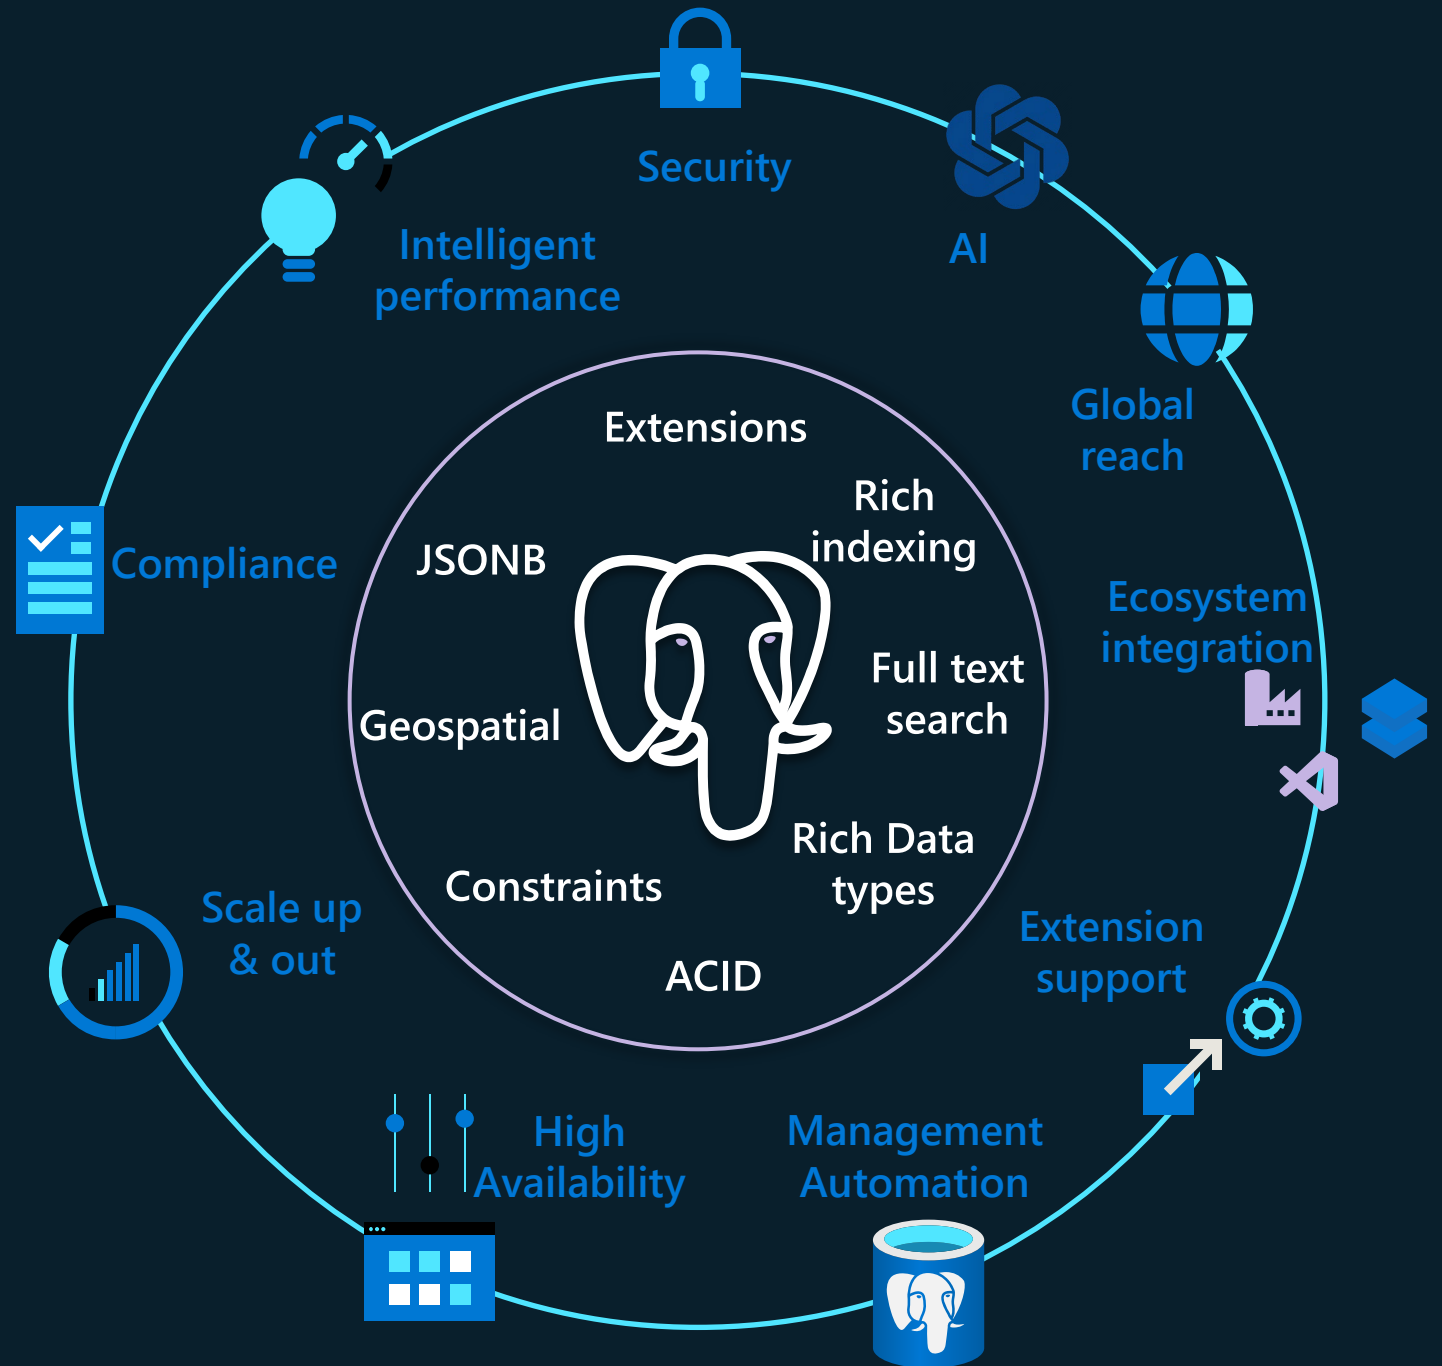 Security
AI
Intelligent
performance
Global
reach
Extensions
Rich
indexing
JSONB
Compliance
Ecosystem
integration
Full text
search
Geospatial
Rich Data
types
Constraints
Scale up
& out
Extension
support
ACID
High
Availability
Management
Automation